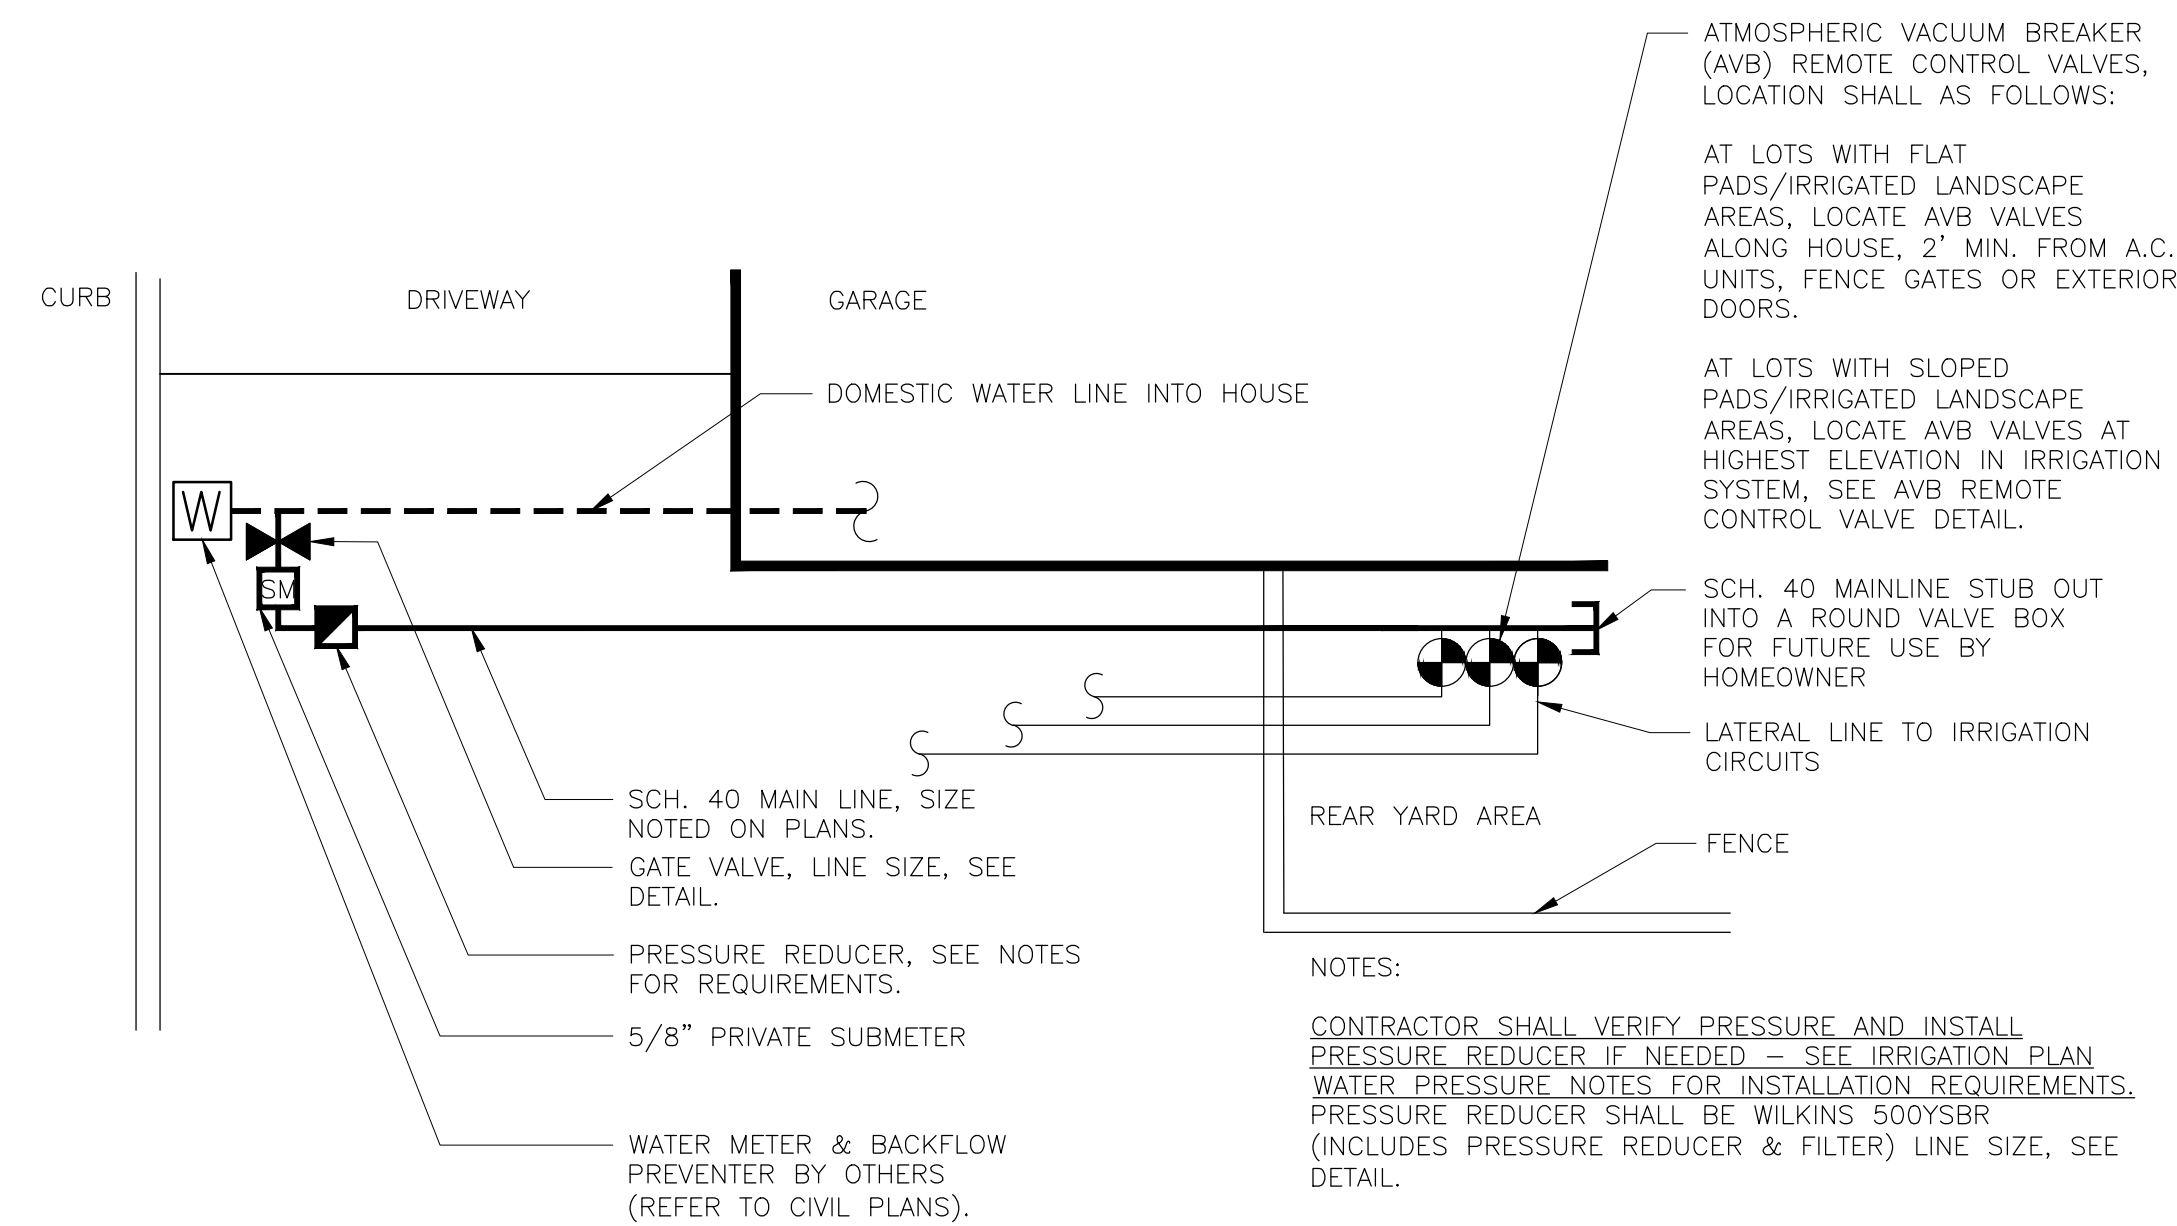 ATMOSPHERIC VACUUM BREAKER
(AVB) REMOTE CONTROL VALVES,
LOCATION SHALL AS FOLLOWS:
AT LOTS WITH FLAT
PADS/IRRIGATED LANDSCAPE
AREAS, LOCATE AVB VALVES
ALONG HOUSE, 2' MIN. FROM A.C.
UNITS, FENCE GATES OR EXTERIOR
DOORS.
AT LOTS WITH SLOPED
PADS/IRRIGATED LANDSCAPE
AREAS, LOCATE AVB VALVES AT
HIGHEST ELEVATION IN IRRIGATION
SYSTEM, SEE AVB REMOTE
CONTROL VALVE DETAIL.
CURB
DRIVEWAY
GARAGE
DOMESTIC WATER LINE INTO HOUSE
W
SM
SCH. 40 MAINLINE STUB OUT
INTO A ROUND VALVE BOX
FOR FUTURE USE BY
HOMEOWNER
LATERAL LINE TO IRRIGATION
CIRCUITS
REAR YARD AREA
FENCE
SCH. 40 MAIN LINE, SIZE
NOTED ON PLANS.
GATE VALVE, LINE SIZE, SEE
DETAIL.
PRESSURE REDUCER, SEE NOTES
FOR REQUIREMENTS.
5/8" PRIVATE SUBMETER
WATER METER & BACKFLOW
PREVENTER BY OTHERS
(REFER TO CIVIL PLANS).
NOTES:
CONTRACTOR SHALL VERIFY PRESSURE AND INSTALL
PRESSURE REDUCER IF NEEDED – SEE IRRIGATION PLAN
WATER PRESSURE NOTES FOR INSTALLATION REQUIREMENTS.
PRESSURE REDUCER SHALL BE WILKINS 500YSBR
(INCLUDES PRESSURE REDUCER & FILTER) LINE SIZE, SEE
DETAIL.